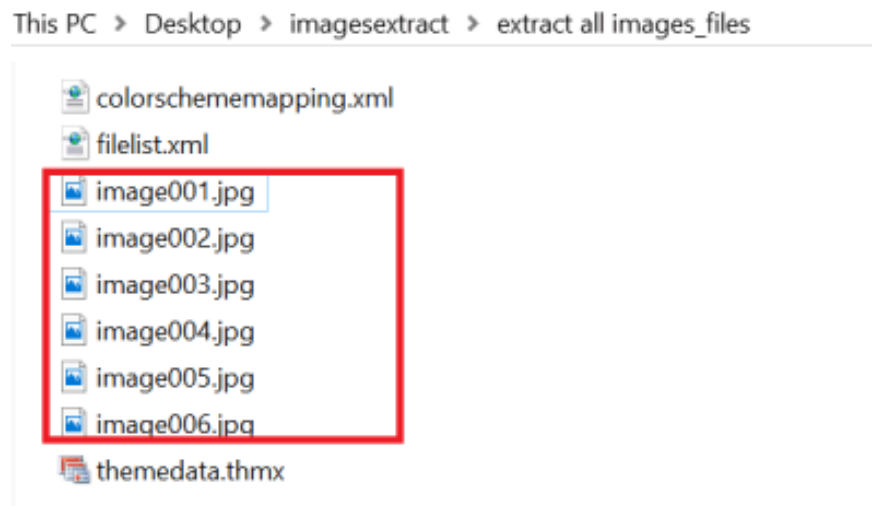 This PC > Desktop > imagesextract > extract all images_files
colorschememapping.xml
filelist.xml
image001.jpg
image002.jpg
image003.jpg
image004.jpg
image005.jpg
image006.jpg
themedata.thmx